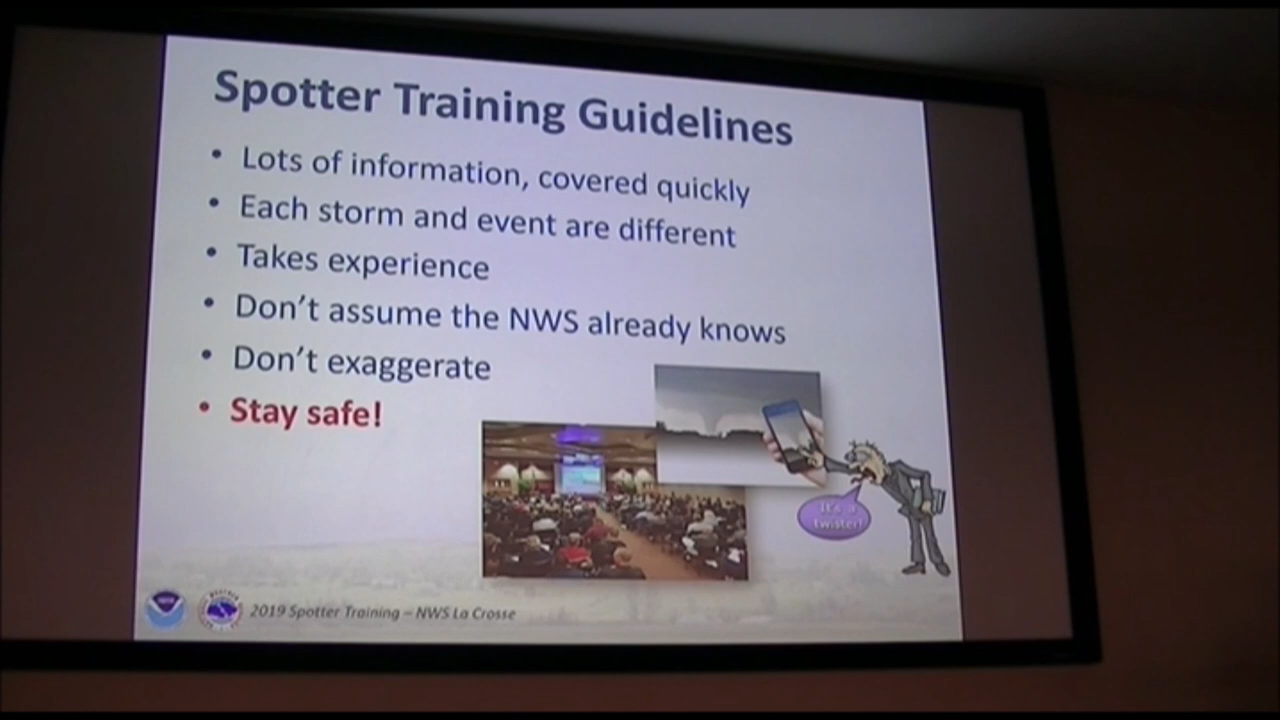 Spotter Training Guidelines
• Lots of information, covered quickly
• Each storm and event are different
• Takes experience
• Don't assume the NWS already knows
• Don't exaggerate
• Stay safe!
It's a
twister!
2019 Spotter Training – NWS La Crosse